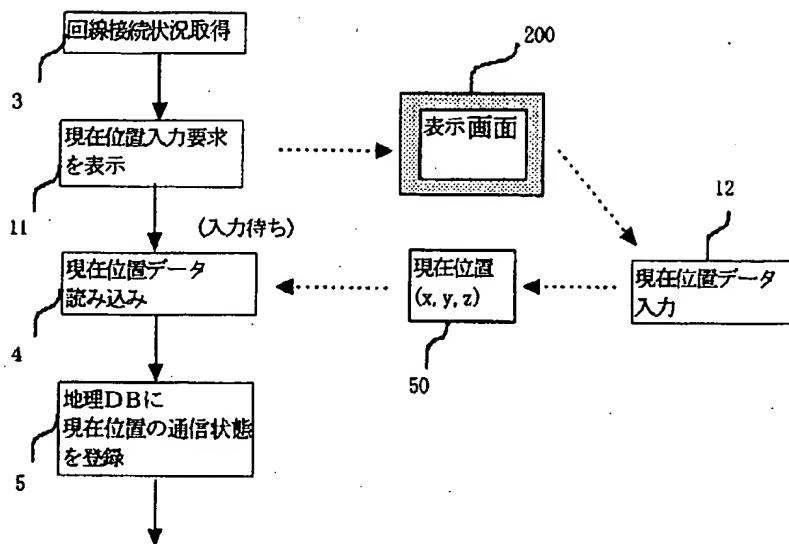 回線接続状況取得
3
200
現在位置入力要求
を表示
11
表示画面
12
(入力待ち)
現在位置データ
読み込み
4
現在位置
(x, y, z)
50
現在位置データ
入力
地理DBに
現在位置の通信状態
を登録
5